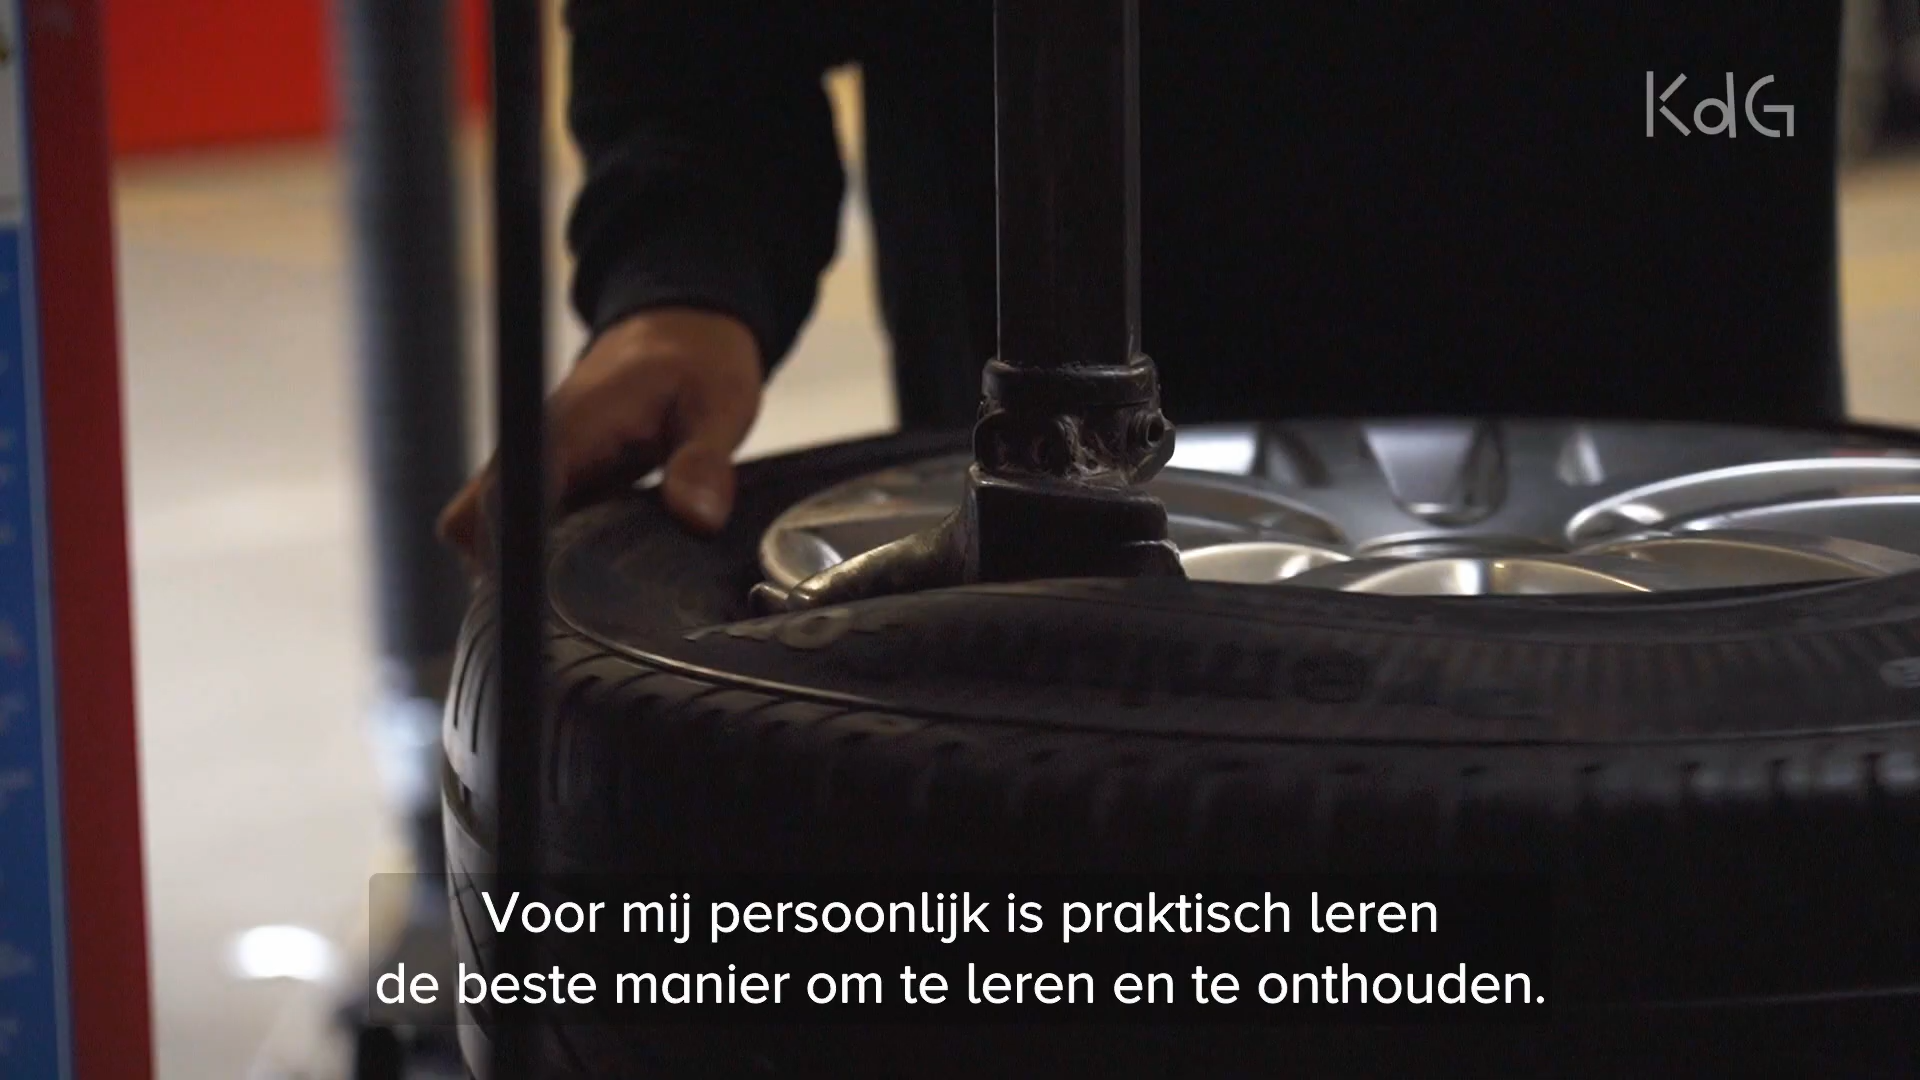 KdG
Voor mij persoonlijk is praktisch leren
de beste manier om te leren en te onthouden.